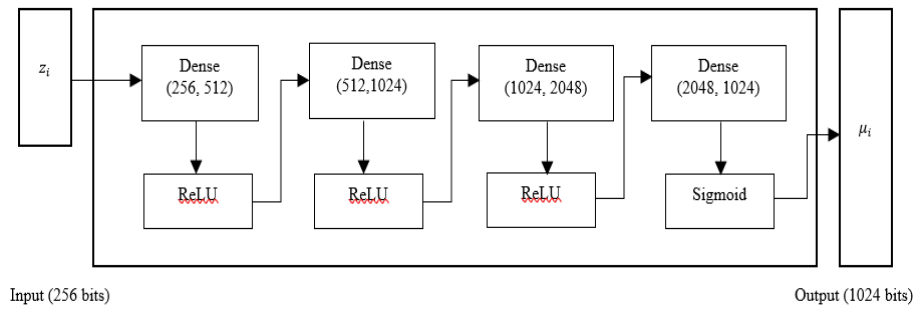 z_i
Dense
(256, 512)
ReLU
Dense
(512,1024)
ReLU
Dense
(1024, 2048)
ReLU
Dense
(2048, 1024)
Sigmoid
μ_i
Input (256 bits)
Output (1024 bits)